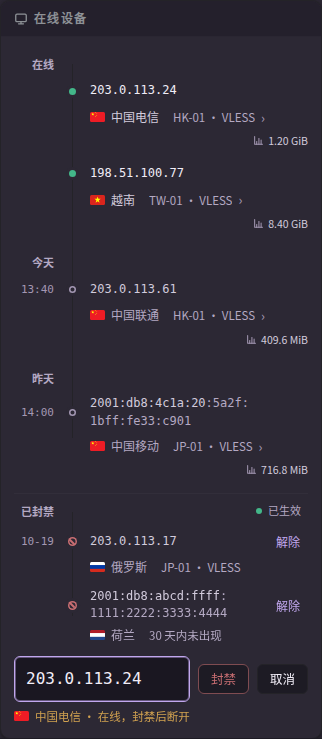 在线设备
在线
203.0.113.24
中国电信 HK-01 • VLESS ›
1.20 GiB
198.51.100.77
越南 TW-01 • VLESS ›
8.40 GiB
今天
13:40 203.0.113.61
中国联通 HK-01 • VLESS ›
409.6 MiB
昨天
14:00 2001:db8:4c1a:20:5a2f:
1bff:fe33:c901
中国移动 JP-01 • VLESS ›
716.8 MiB
已封禁 已生效
10-19 203.0.113.17 解除
俄罗斯 JP-01 • VLESS
2001:db8:abcd:ffff: 解除
1111:2222:3333:4444
荷兰 30 天内未出现
203.0.113.24 封禁 取消
中国电信 • 在线，封禁后断开